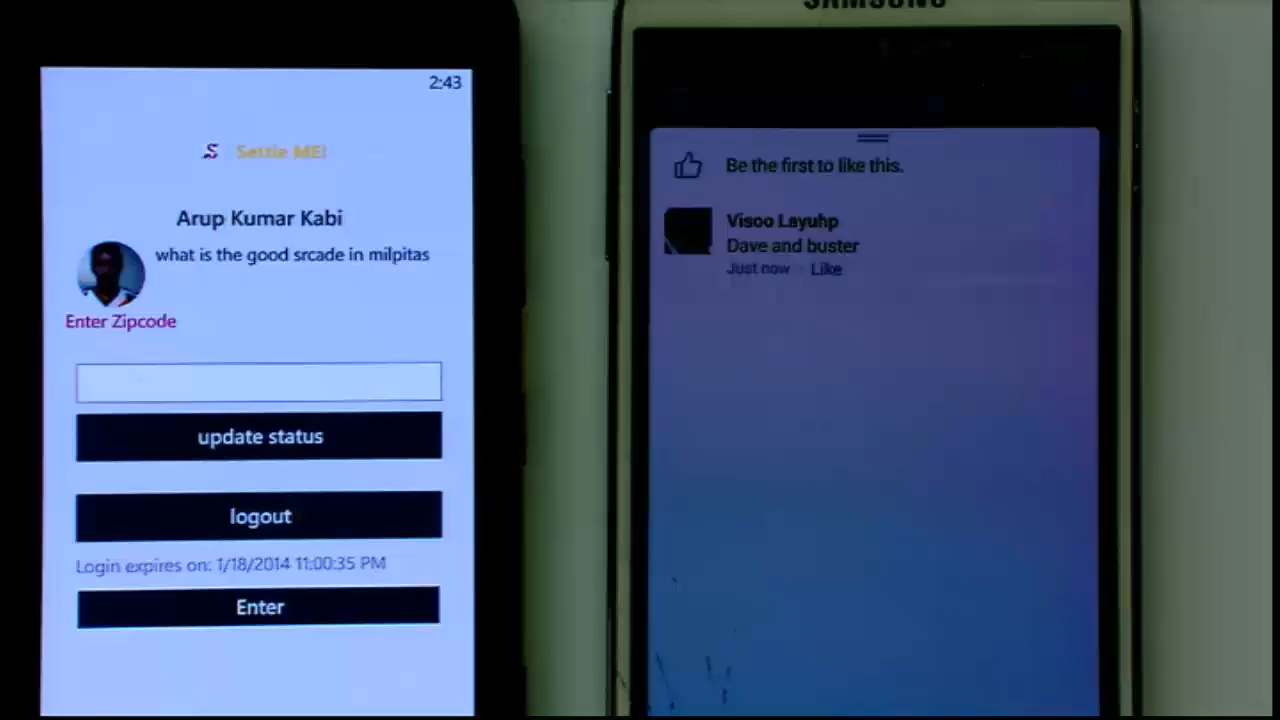 2:43
S Settle ME!
Arup Kumar Kabi
what is the good srcade in milpitas
Enter Zipcode
update status
logout
Login expires on: 1/18/2014 11:00:35 PM
Enter
SAMSUNG
Be the first to like this.
Visoo Layuhp
Dave and buster
Just now · Like